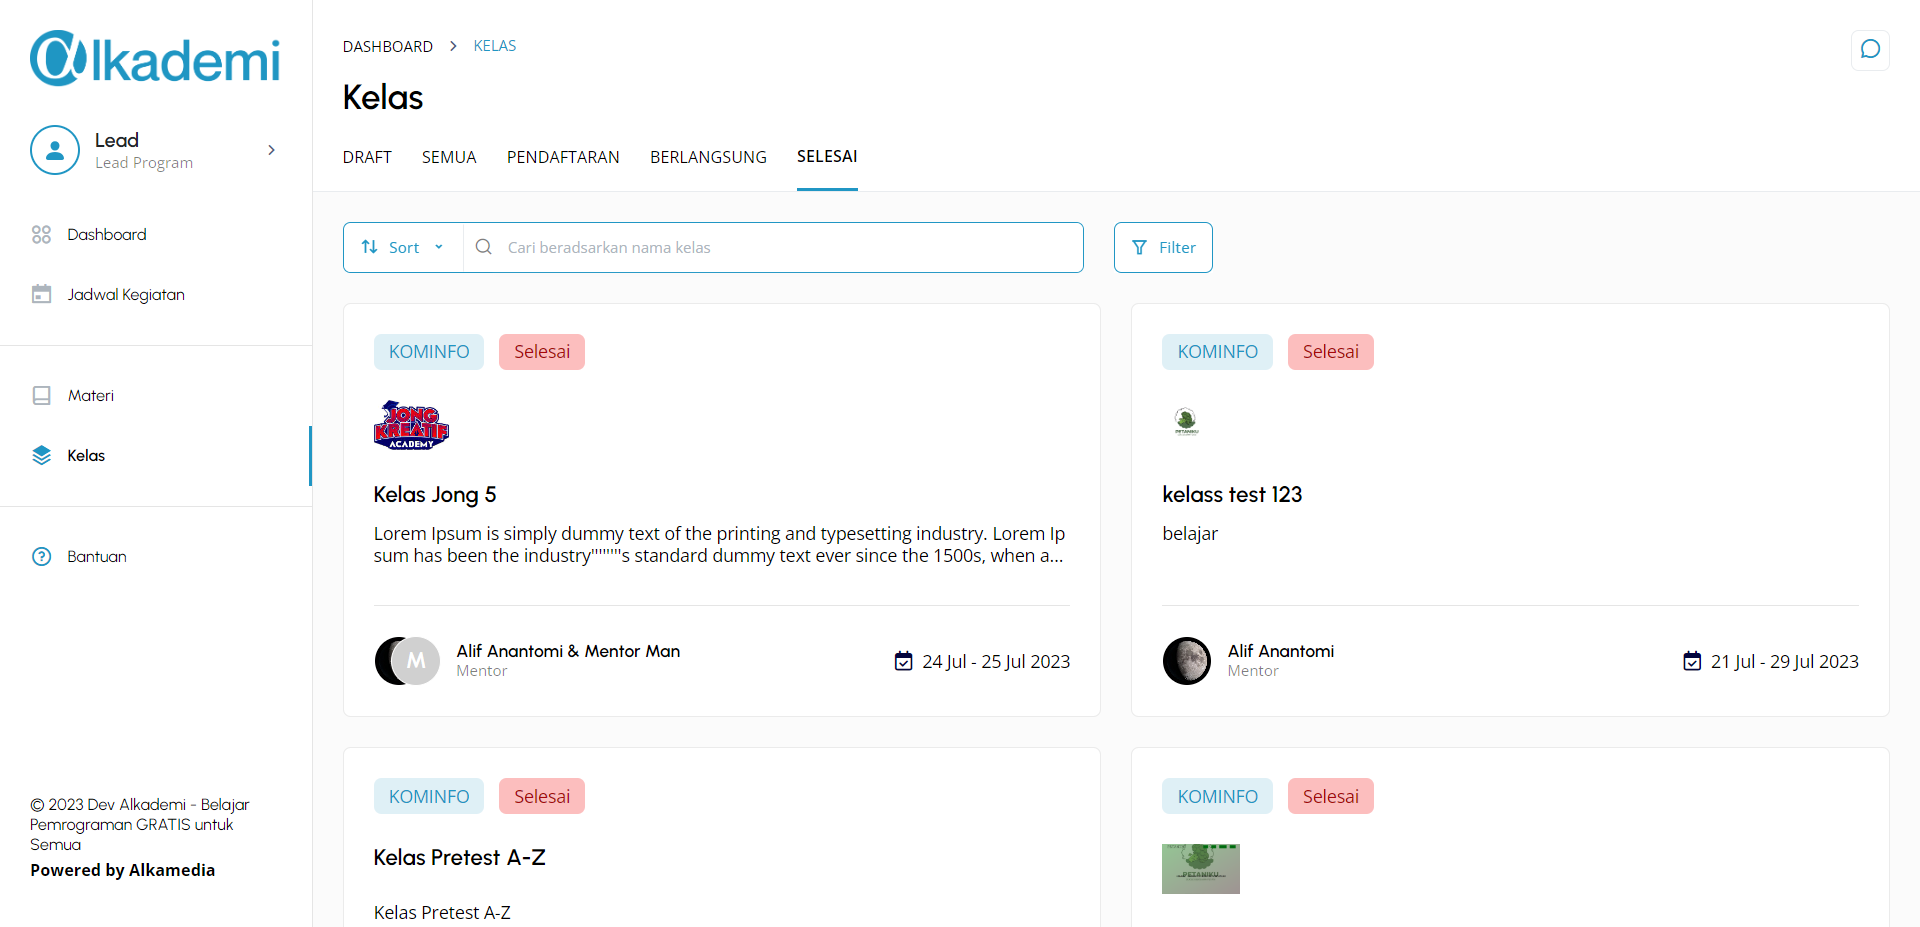 alkademi
Lead
Lead Program
Dashboard
Jadwal Kegiatan
Materi
Kelas
Bantuan
© 2023 Dev Alkademi - Belajar
Pemrograman GRATIS untuk
Semua
Powered by Alkamedia
DASHBOARD
KELAS
Kelas
DRAFT
SEMUA
PENDAFTARAN
BERLANGSUNG
SELESAI
Sort
Cari beradsarkan nama kelas
Filter
KOMINFO
Selesai
JONG
KREATIF
ACADEMY
Kelas Jong 5
Lorem Ipsum is simply dummy text of the printing and typesetting industry. Lorem Ip
sum has been the industry''''''''s standard dummy text ever since the 1500s, when a...
M
Alif Anantomi & Mentor Man
Mentor
24 Jul - 25 Jul 2023
KOMINFO
Selesai
PETANIKU
kelass test 123
belajar
Alif Anantomi
Mentor
21 Jul - 29 Jul 2023
KOMINFO
Selesai
Kelas Pretest A-Z
Kelas Pretest A-Z
KOMINFO
Selesai
PETANIKU